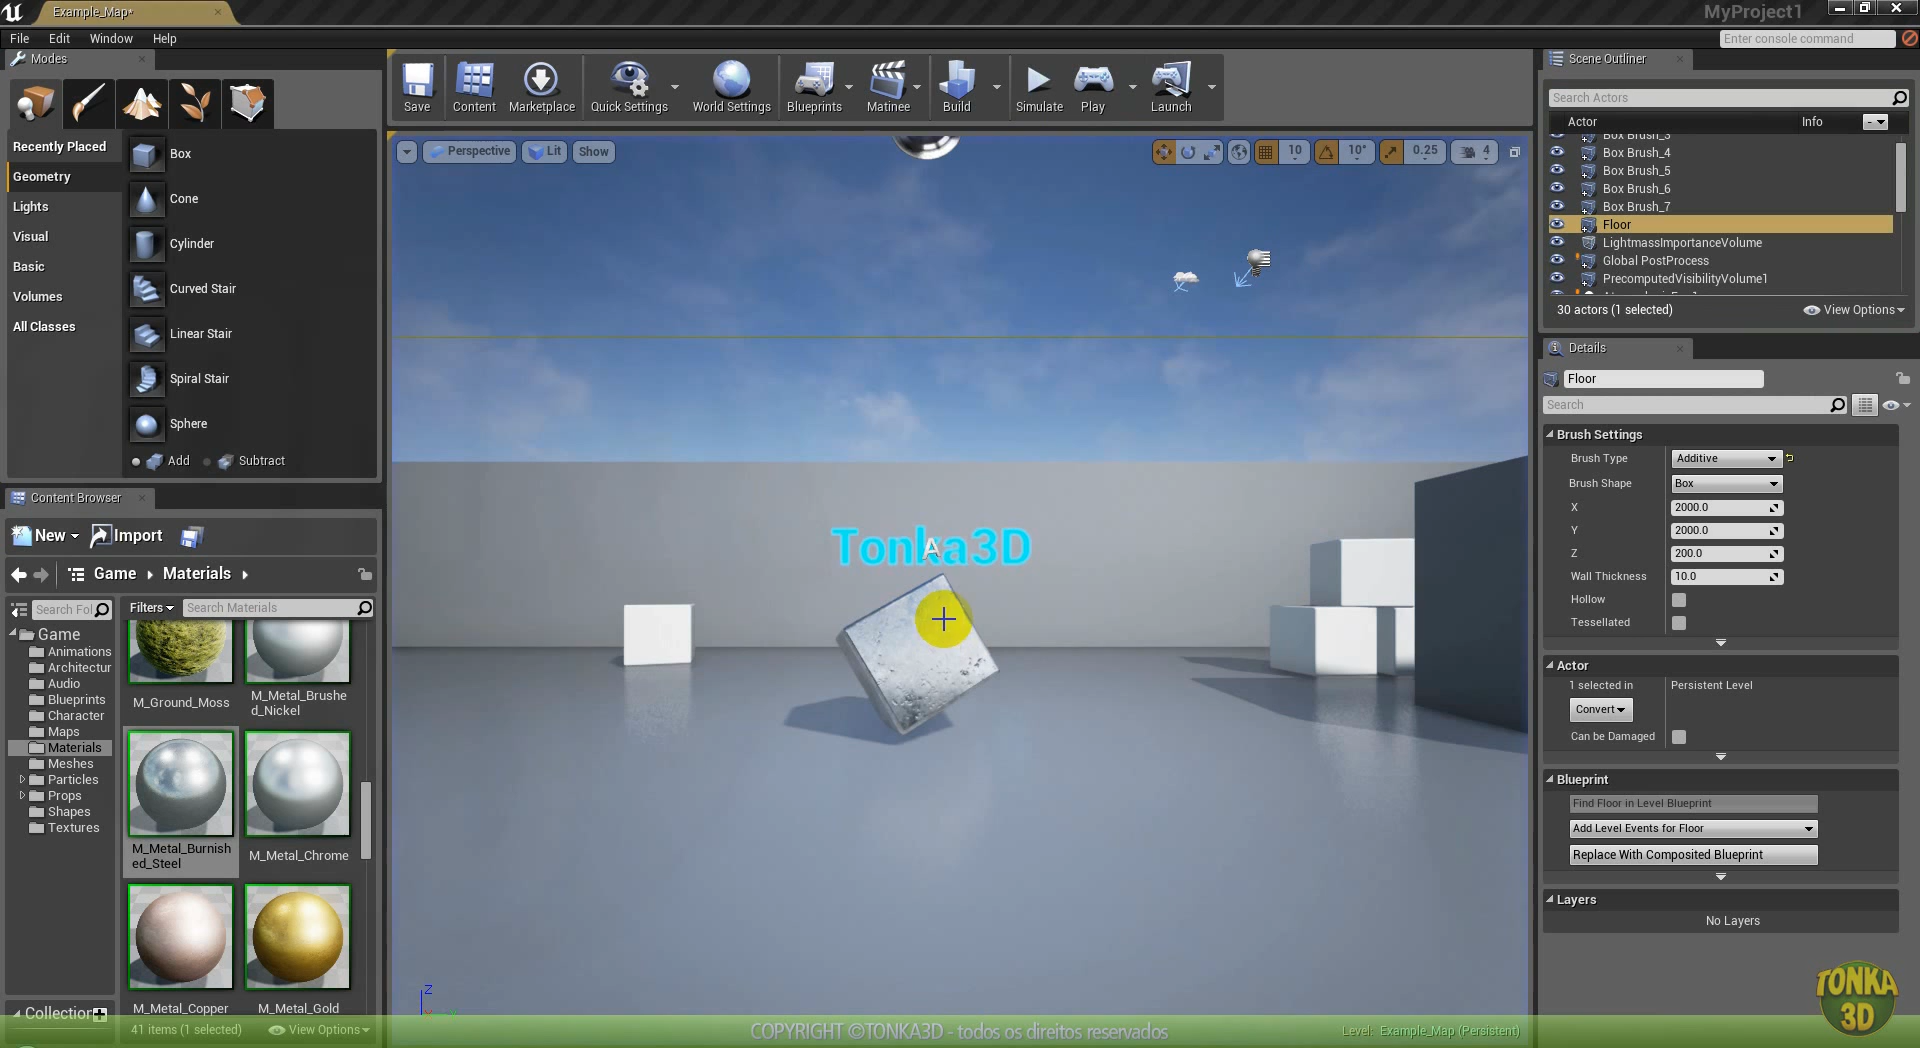 Example_Map*
MyProject1
File Edit Window Help
Enter console command
Modes
Save
Content
Marketplace
Quick Settings
World Settings
Blueprints
Matinee
Build
Simulate
Play
Launch
Recently Placed
Geometry
Lights
Visual
Basic
Volumes
All Classes
Box
Cone
Cylinder
Curved Stair
Linear Stair
Spiral Stair
Sphere
Add Subtract
Perspective Lit Show
10 10° 0.25 4
Tonka3D
A
Z
Content Browser
New Import
Game Materials
Search Fol
Filters Search Materials
Game
Animations
Architectur
Audio
Blueprints
Character
Maps
Materials
Meshes
Particles
Props
Shapes
Textures
Collection
M_Ground_Moss
M_Metal_Brushe
d_Nickel
M_Metal_Burnish
ed_Steel
M_Metal_Chrome
M_Metal_Copper
M_Metal_Gold
41 items (1 selected) View Options
COPYRIGHT ©TONKA3D - todos os direitos reservados
Level: Example_Map (Persistent)
Scene Outliner
Search Actors
Actor Info
Box Brush_3
Box Brush_4
Box Brush_5
Box Brush_6
Box Brush_7
Floor
LightmassImportanceVolume
Global PostProcess
PrecomputedVisibilityVolume1
30 actors (1 selected) View Options
Details
Floor
Search
Brush Settings
Brush Type Additive
Brush Shape Box
X 2000.0
Y 2000.0
Z 200.0
Wall Thickness 10.0
Hollow
Tessellated
Actor
1 selected in Persistent Level
Convert
Can be Damaged
Blueprint
Find Floor in Level Blueprint
Add Level Events for Floor
Replace With Composited Blueprint
Layers
No Layers
TONKA
3D